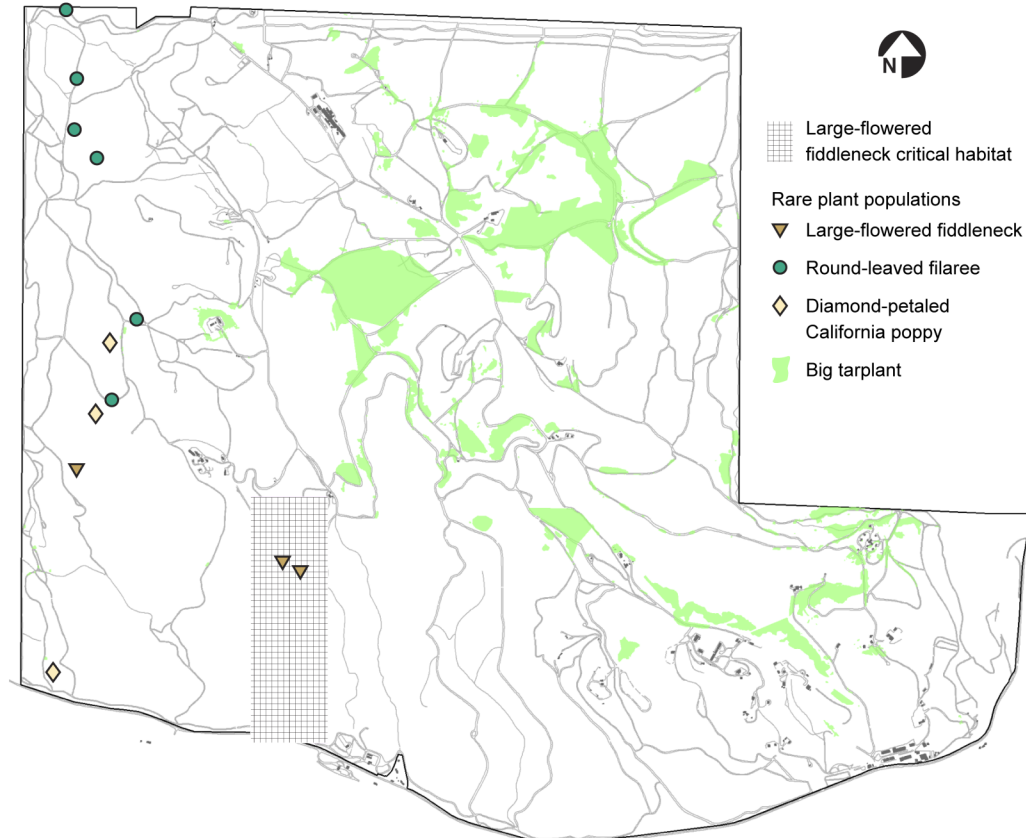 N
Large-flowered
fiddleneck critical habitat
Rare plant populations
Large-flowered fiddleneck
Round-leaved filaree
Diamond-petaled
California poppy
Big tarplant